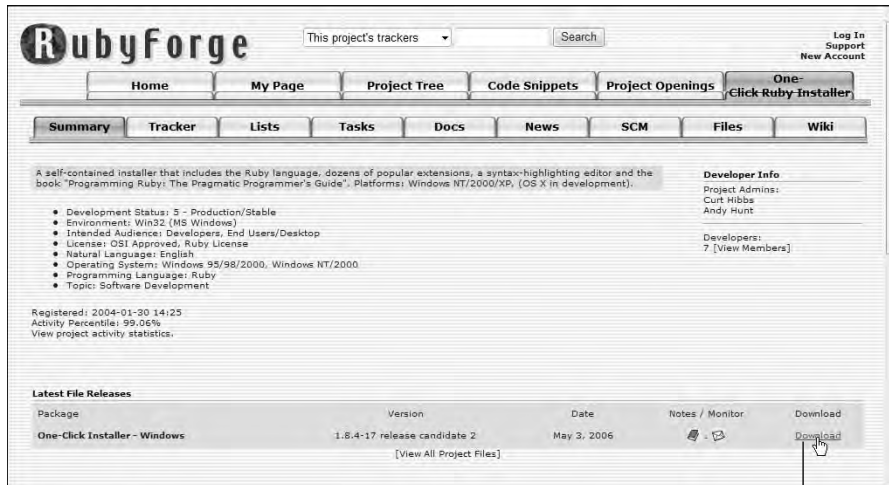 RubyForge
This project's trackers
Search
Log In
Support
New Account
Home
My Page
Project Tree
Code Snippets
Project Openings
One-
Click Ruby Installer
Summary
Tracker
Lists
Tasks
Docs
News
SCM
Files
Wiki
A self-contained installer that includes the Ruby language, dozens of popular extensions, a syntax-highlighting editor and the
book "Programming Ruby: The Pragmatic Programmer's Guide". Platforms: Windows NT/2000/XP, (OS X in development).
Developer Info
Project Admins:
Curt Hibbs
Andy Hunt
Developers:
7 [View Members]
Development Status: 5 - Production/Stable
Environment: Win32 (MS Windows)
Intended Audience: Developers, End Users/Desktop
License: OSI Approved, Ruby License
Natural Language: English
Operating System: Windows 95/98/2000, Windows NT/2000
Programming Language: Ruby
Topic: Software Development
Registered: 2004-01-30 14:25
Activity Percentile: 99.06%
View project activity statistics.
Latest File Releases
Package Version Date Notes / Monitor Download
One-Click Installer - Windows 1.8.4-17 release candidate 2 May 3, 2006 - Download
[View All Project Files]